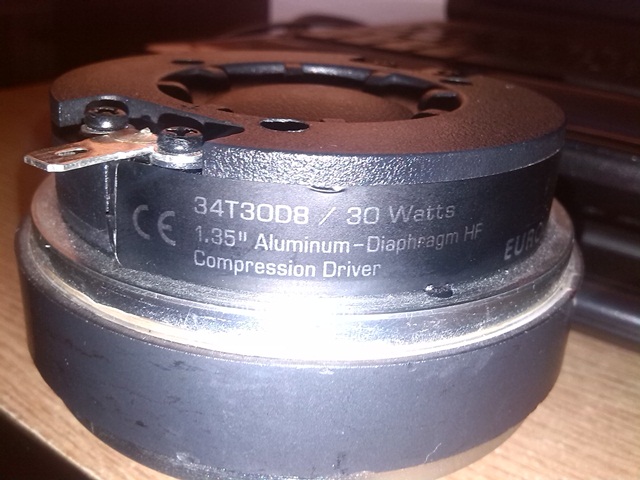 CE
34T30D8 / 30 Watts
1.35" Aluminum-Diaphragm HF
Compression Driver
EURO